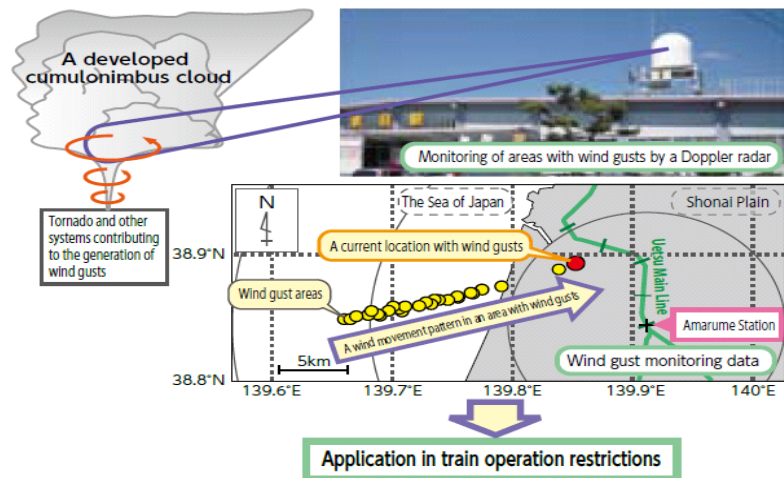 A developed
cumulonimbus cloud
Monitoring of areas with wind gusts by a Doppler radar
Tornado and other
systems contributing
to the generation of
wind gusts
N
The Sea of Japan
Shonai Plain
A current location with wind gusts
38.9°N
Wind gust areas
Uetsu Main Line
A wind movement pattern in an area with wind gusts
Amarume Station
5km
Wind gust monitoring data
38.8°N
139.6°E
139.7°E
139.8°E
139.9°E
140°E
Application in train operation restrictions